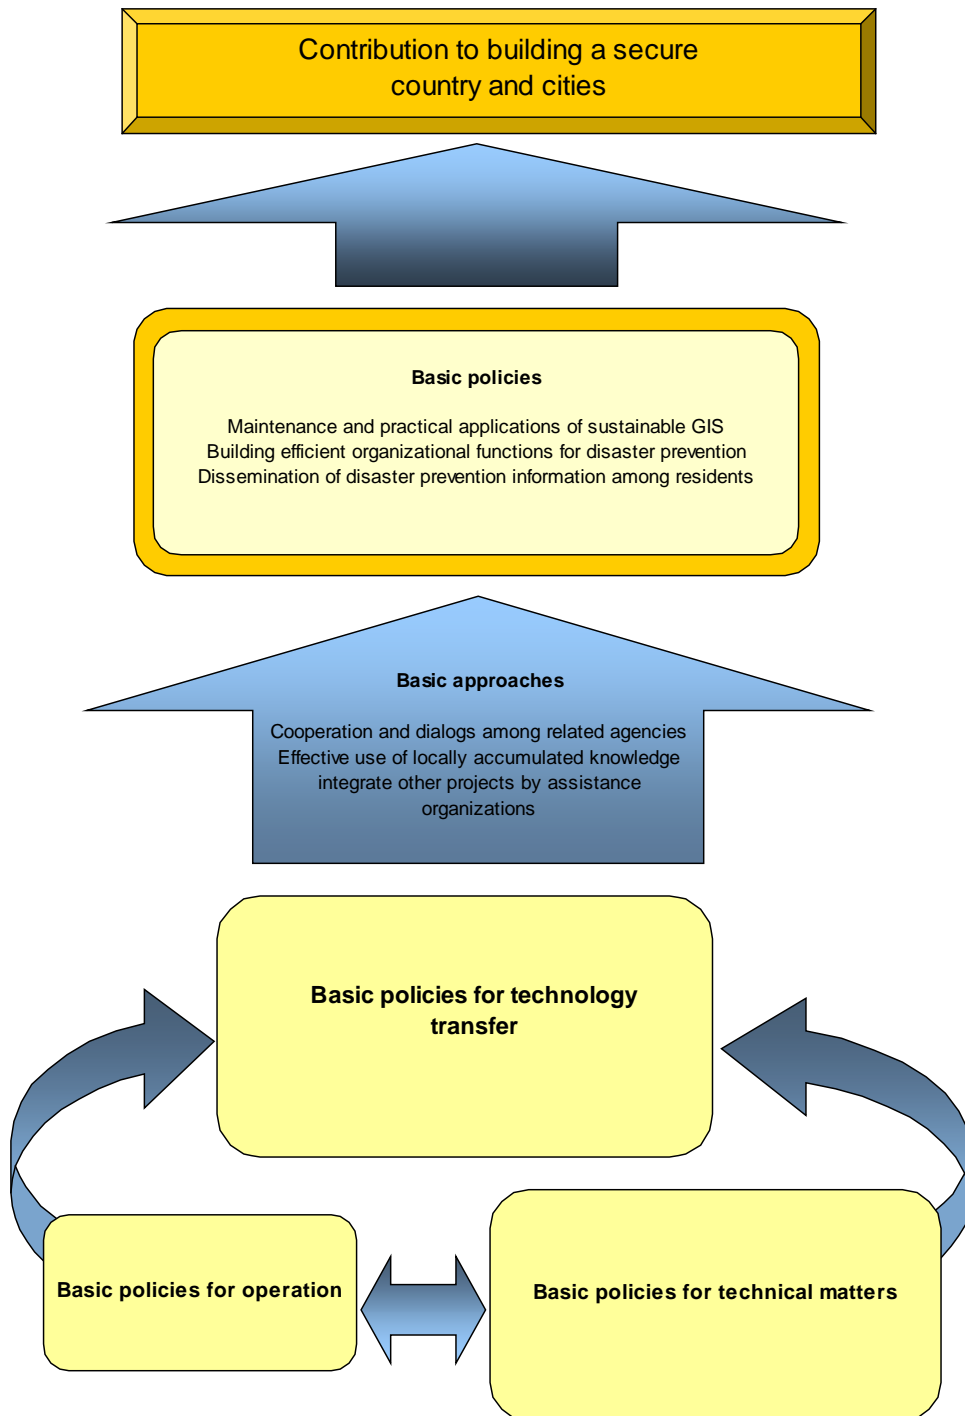 Contribution to building a secure
country and cities
Basic policies
Maintenance and practical applications of sustainable GIS
Building efficient organizational functions for disaster prevention
Dissemination of disaster prevention information among residents
Basic approaches
Cooperation and dialogs among related agencies
Effective use of locally accumulated knowledge
integrate other projects by assistance
organizations
Basic policies for technology
transfer
Basic policies for operation
Basic policies for technical matters